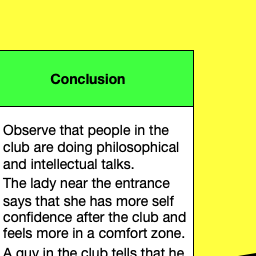 Conclusion
Observe that people in the
club are doing philosophical
and intellectual talks.
The lady near the entrance
says that she has more self
confidence after the club and
feels more in a comfort zone.
A guy in the club tells that he